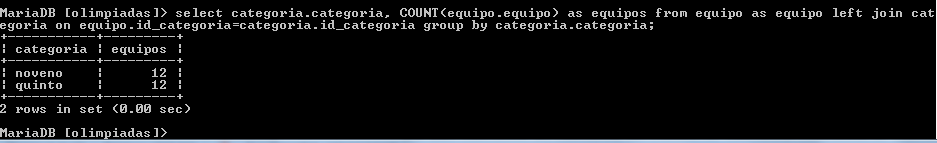 MariaDB [olimpiadas]> select categoria.categoria, COUNT(equipo.equipo) as equipos from equipo as equipo left join cat
egoria on equipo.id_categoria=categoria.id_categoria group by categoria.categoria;
+-----------+---------+
| categoria | equipos |
+-----------+---------+
| noveno    |      12 |
| quinto    |      12 |
+-----------+---------+
2 rows in set (0.00 sec)
MariaDB [olimpiadas]>